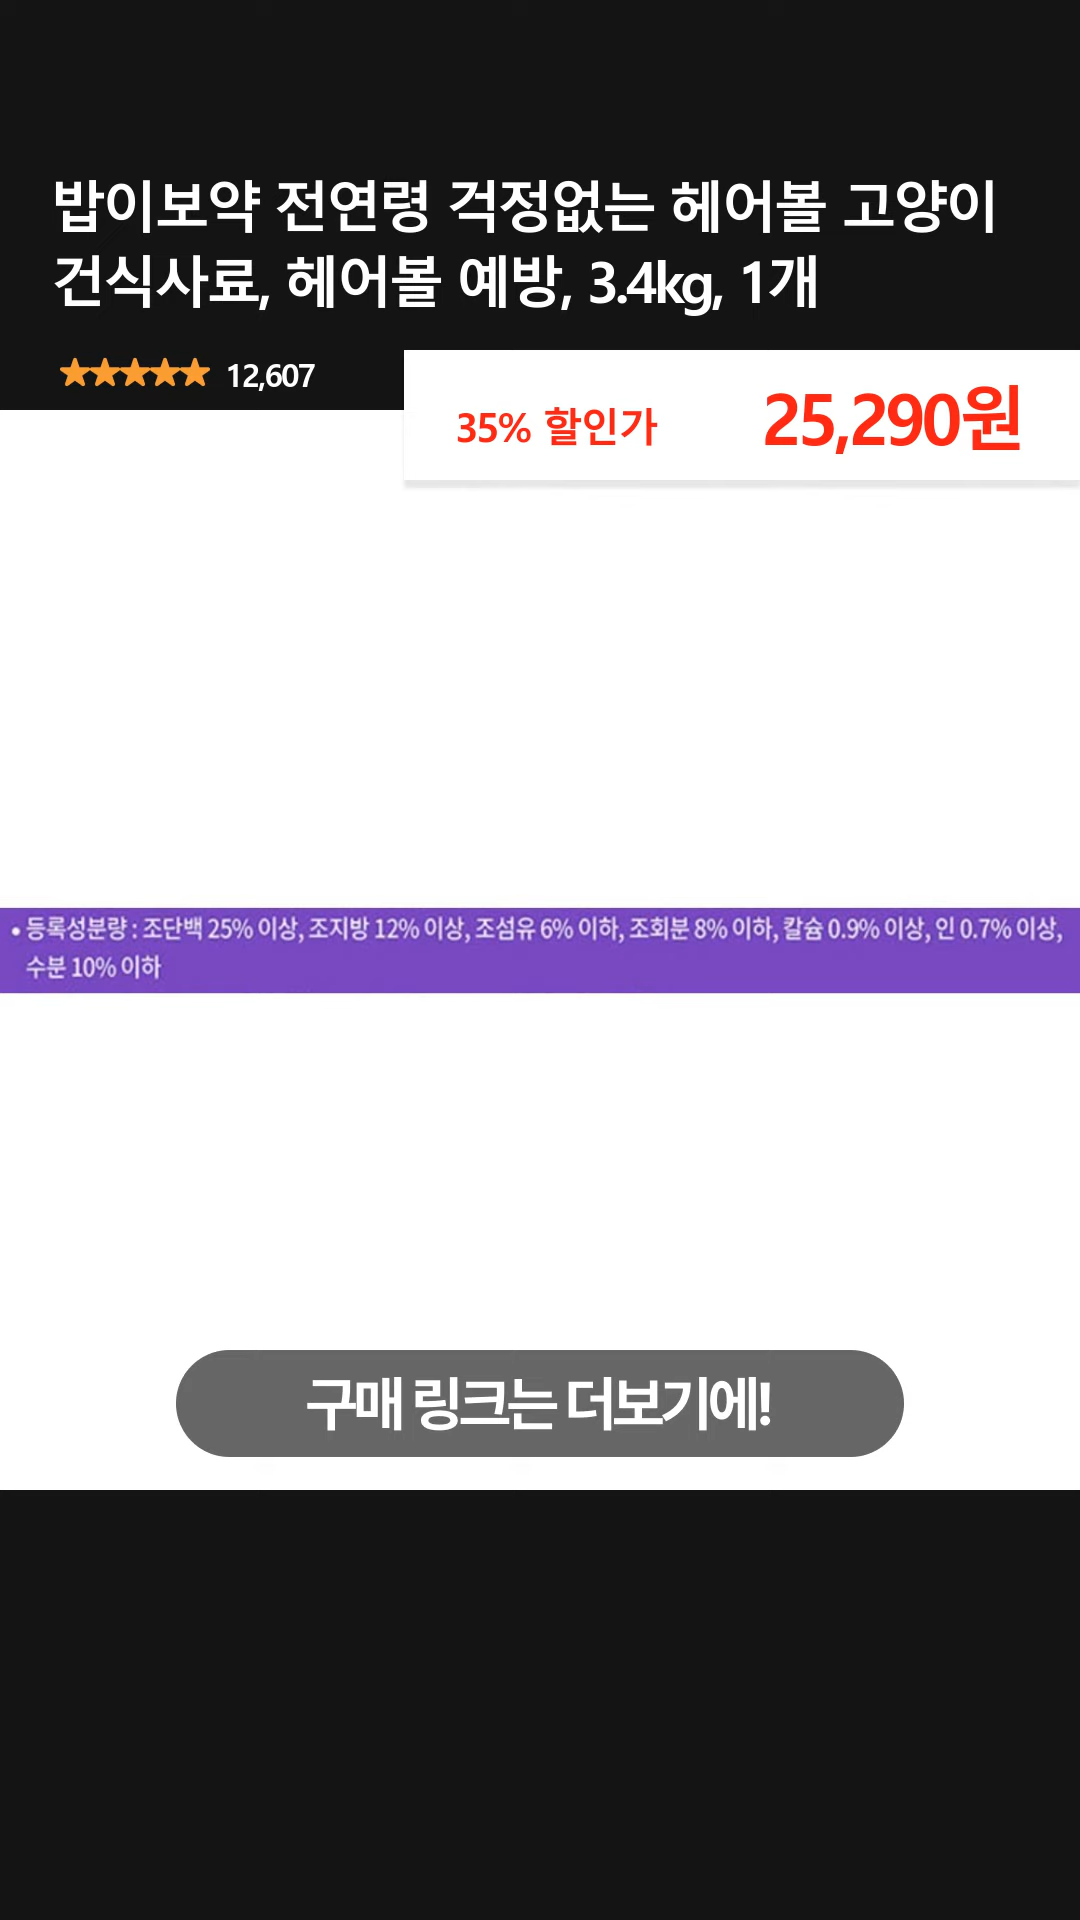 밥이보약 전연령 걱정없는 헤어볼 고양이
건식사료, 헤어볼 예방, 3.4kg, 1개
12,607
35% 할인가
25,290원
• 등록성분량 : 조단백 25% 이상, 조지방 12% 이상, 조섬유 6% 이하, 조회분 8% 이하, 칼슘 0.9% 이상, 인 0.7% 이상,
수분 10% 이하
구매 링크는 더보기에!